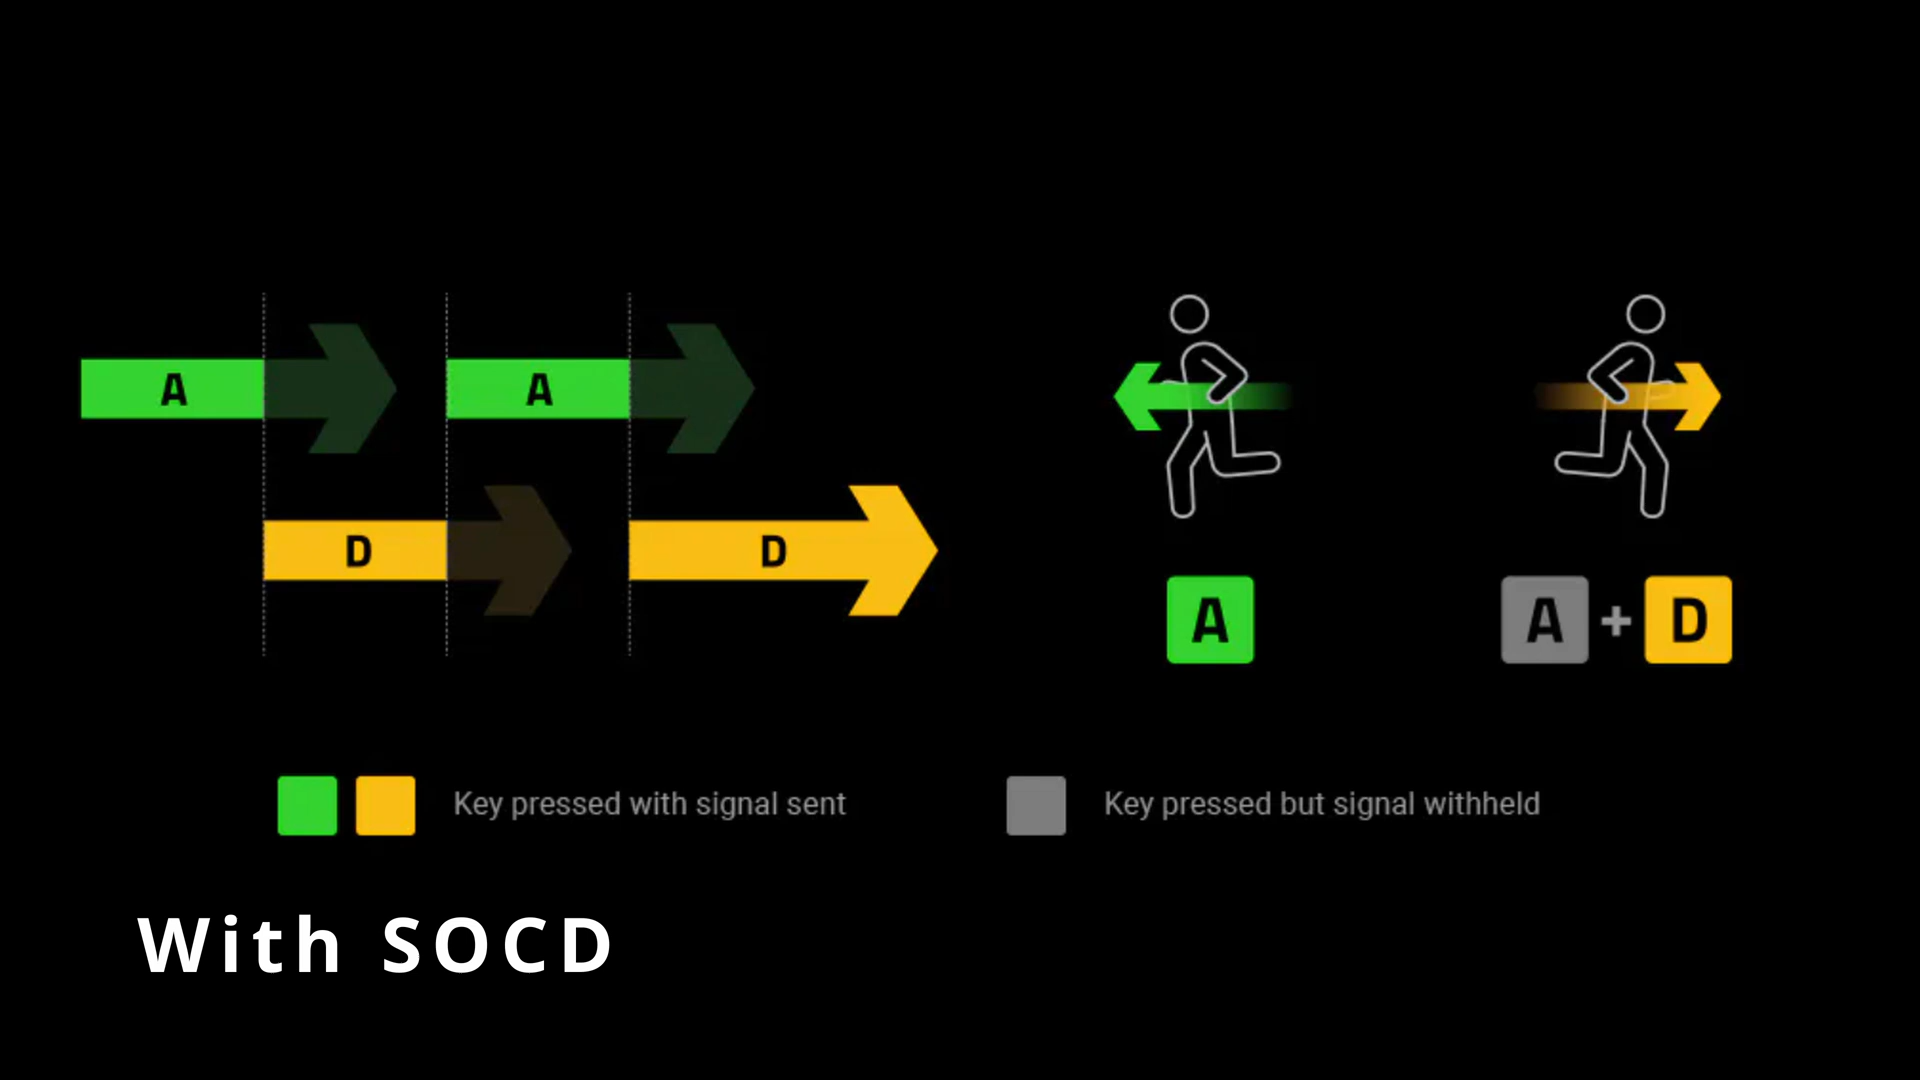 A A
D D
A A + D
Key pressed with signal sent
Key pressed but signal withheld
With SOCD